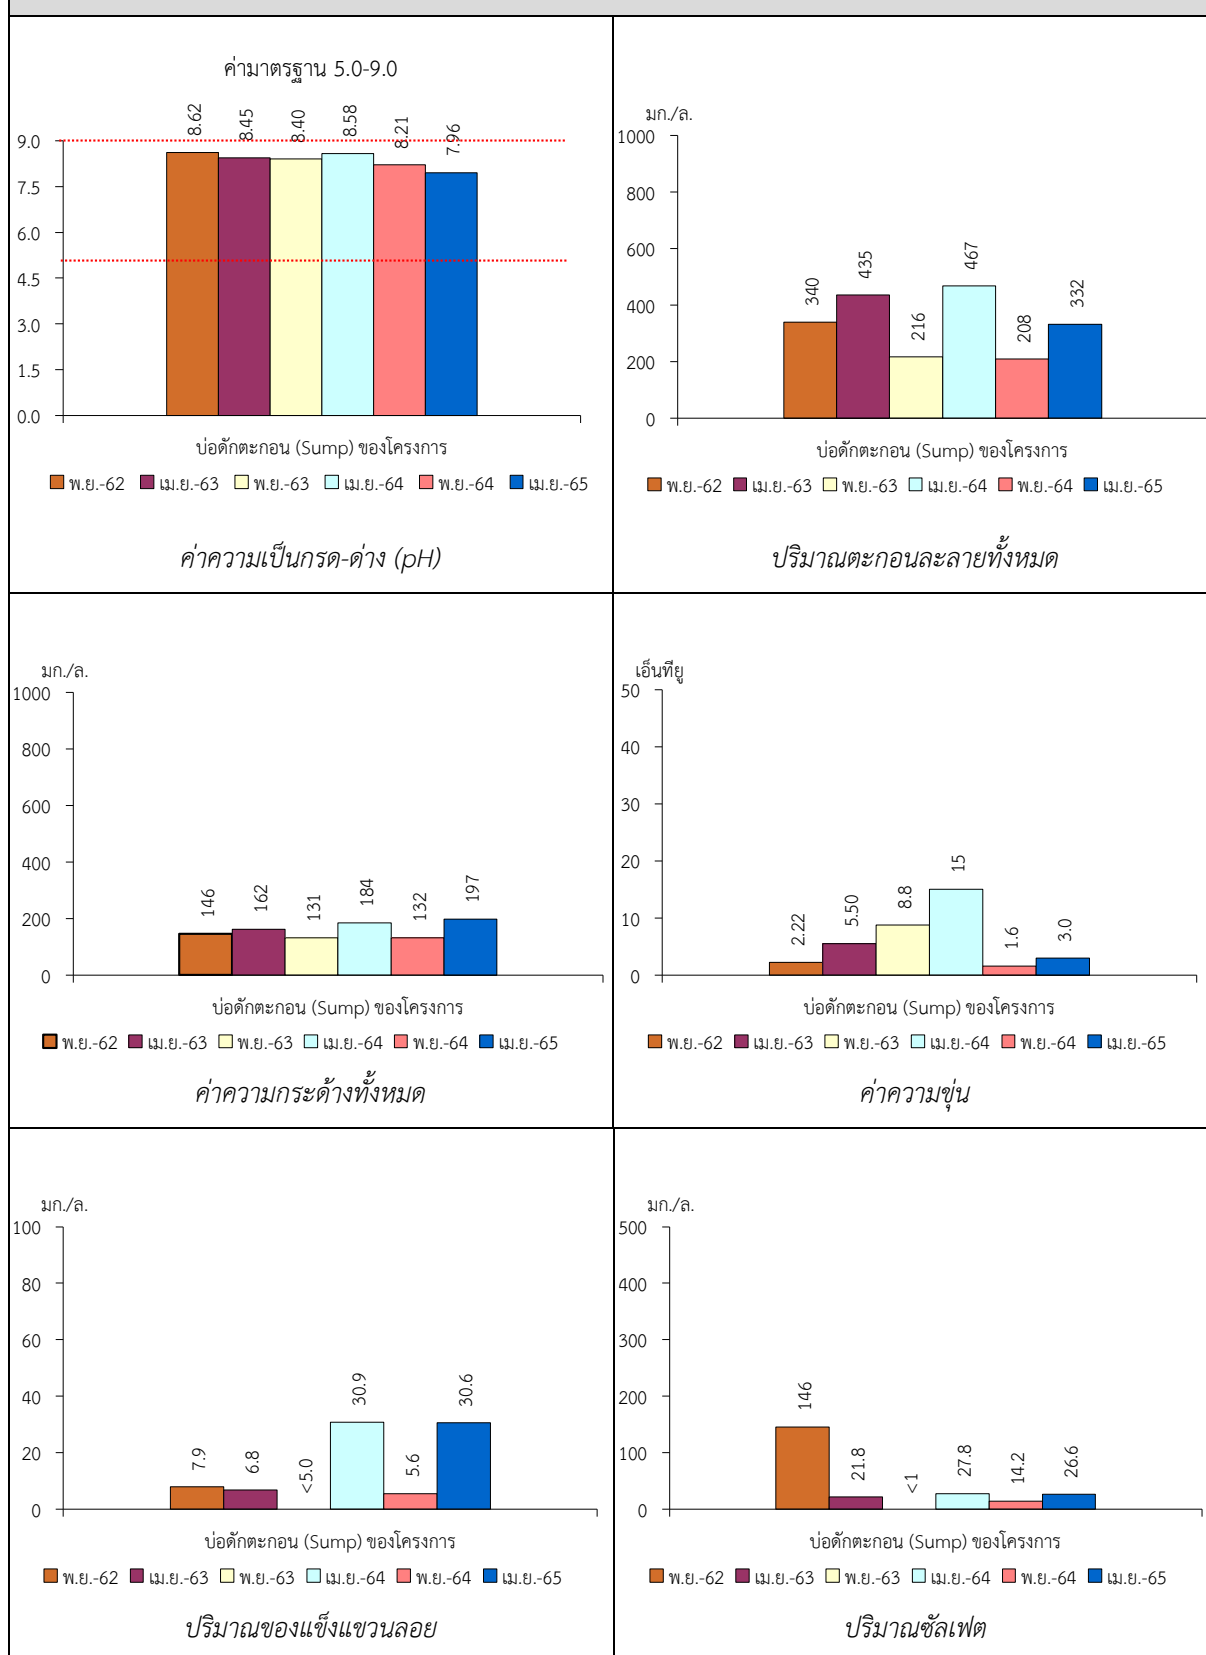 ค่ามาตรฐาน 5.0-9.0
8.62 8.45 8.40 8.58 8.21 7.96
9.0
7.5
6.0
4.5
3.0
1.5
0.0
บ่อดักตะกอน (Sump) ของโครงการ
พ.ย.-62 เม.ย.-63 พ.ย.-63 เม.ย.-64 พ.ย.-64 เม.ย.-65
ค่าความเป็นกรด-ด่าง (pH)
มก./ล.
1000
800
600
400
200
0
340 435 216 467 208 332
บ่อดักตะกอน (Sump) ของโครงการ
พ.ย.-62 เม.ย.-63 พ.ย.-63 เม.ย.-64 พ.ย.-64 เม.ย.-65
ปริมาณตะกอนละลายทั้งหมด
มก./ล.
1000
800
600
400
200
0
146 162 131 184 132 197
บ่อดักตะกอน (Sump) ของโครงการ
พ.ย.-62 เม.ย.-63 พ.ย.-63 เม.ย.-64 พ.ย.-64 เม.ย.-65
ค่าความกระด้างทั้งหมด
เอ็นทียู
50
40
30
20
10
0
2.22 5.50 8.8 15 1.6 3.0
บ่อดักตะกอน (Sump) ของโครงการ
พ.ย.-62 เม.ย.-63 พ.ย.-63 เม.ย.-64 พ.ย.-64 เม.ย.-65
ค่าความขุ่น
มก./ล.
100
80
60
40
20
0
7.9 6.8 <5.0 30.9 5.6 30.6
บ่อดักตะกอน (Sump) ของโครงการ
พ.ย.-62 เม.ย.-63 พ.ย.-63 เม.ย.-64 พ.ย.-64 เม.ย.-65
ปริมาณของแข็งแขวนลอย
มก./ล.
500
400
300
200
100
0
146 21.8 <1 27.8 14.2 26.6
บ่อดักตะกอน (Sump) ของโครงการ
พ.ย.-62 เม.ย.-63 พ.ย.-63 เม.ย.-64 พ.ย.-64 เม.ย.-65
ปริมาณซัลเฟต